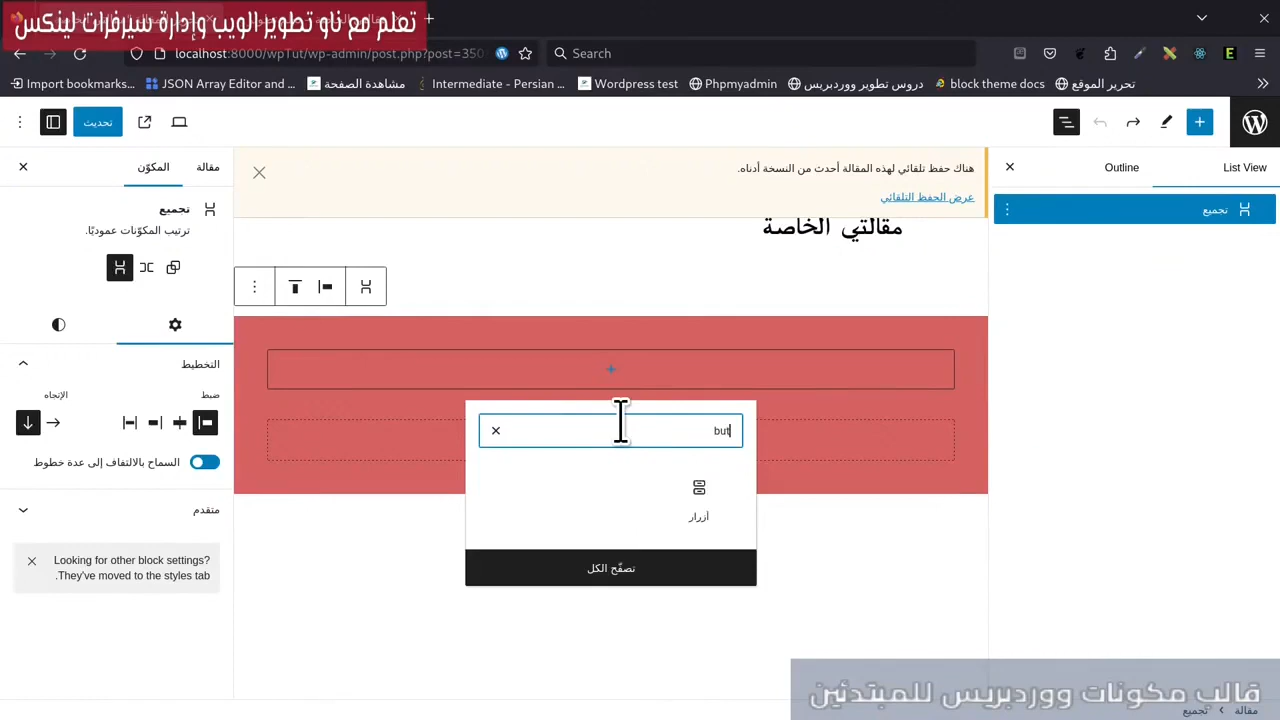 تعلم مع ناو تطوير الويب وإدارة سيرفرات لينكس
localhost:8000/wpTut/wp-admin/post.php?post=350
Search
Import bookmarks...
JSON Array Editor and ...
مشاهدة الصفحة
Intermediate - Persian ...
Wordpress test
Phpmyadmin
دروس تطوير ووردبريس
block theme docs
تحرير الموقع
تحديث
مقالة
المكوّن
هناك حفظ تلقائي لهذه المقالة أحدث من النسخة أدناه.
عرض الحفظ التلقائي
Outline
List View
تجميع
تجميع
ترتيب المكوّنات عموديًا.
مقالتي الخاصة
التخطيط
ضبط
الإتجاه
السماح بالالتفاف إلى عدة خطوط
متقدم
Looking for other block settings?
They've moved to the styles tab.
but
أزرار
تصفّح الكل
قالب مكونات ووردبريس للمبتدئين
مقالة
تجميع